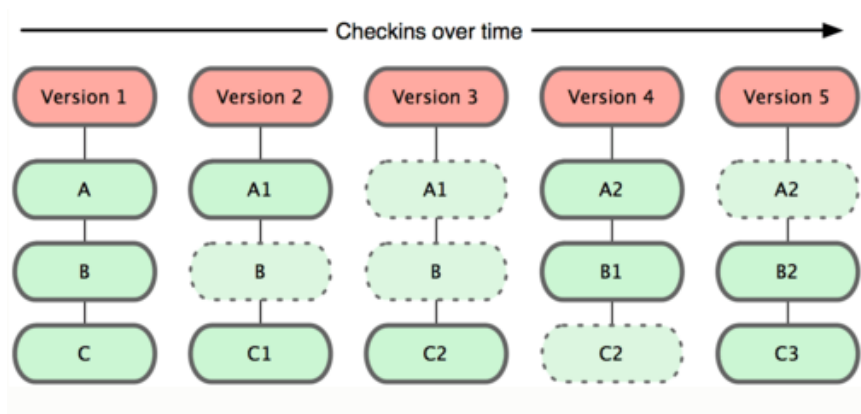 Checkins over time
Version 1 Version 2 Version 3 Version 4 Version 5
A A1 A1 A2 A2
B B B B1 B2
C C1 C2 C2 C3